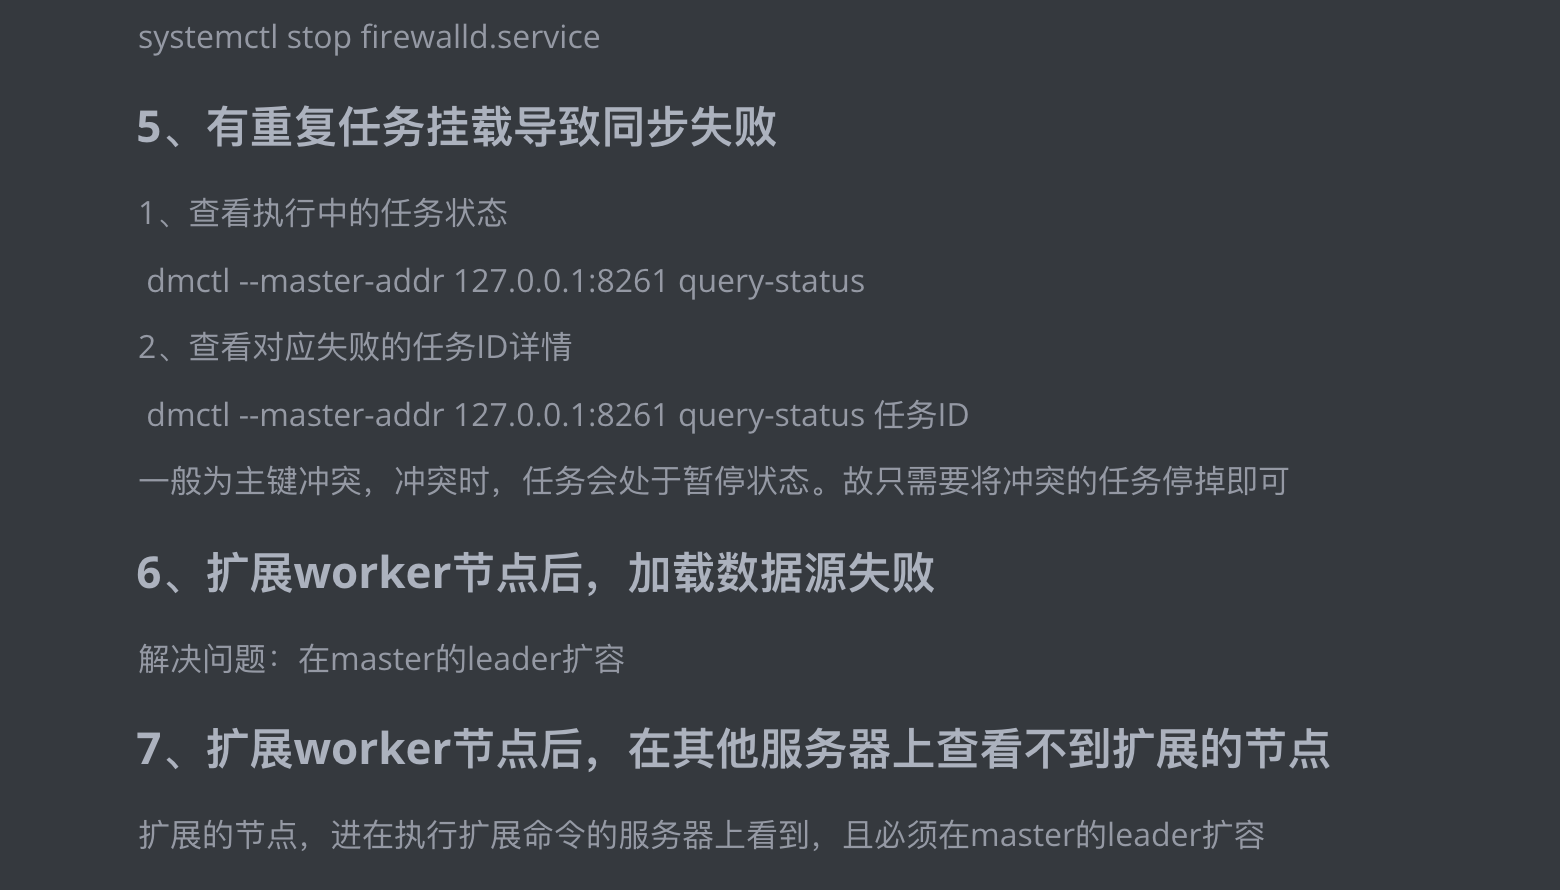 systemctl stop firewalld.service
5、有重复任务挂载导致同步失败
1、查看执行中的任务状态
dmctl --master-addr 127.0.0.1:8261 query-status
2、查看对应失败的任务ID详情
dmctl --master-addr 127.0.0.1:8261 query-status 任务ID
一般为主键冲突，冲突时，任务会处于暂停状态。故只需要将冲突的任务停掉即可
6、扩展worker节点后，加载数据源失败
解决问题：在master的leader扩容
7、扩展worker节点后，在其他服务器上查看不到扩展的节点
扩展的节点，进在执行扩展命令的服务器上看到，且必须在master的leader扩容